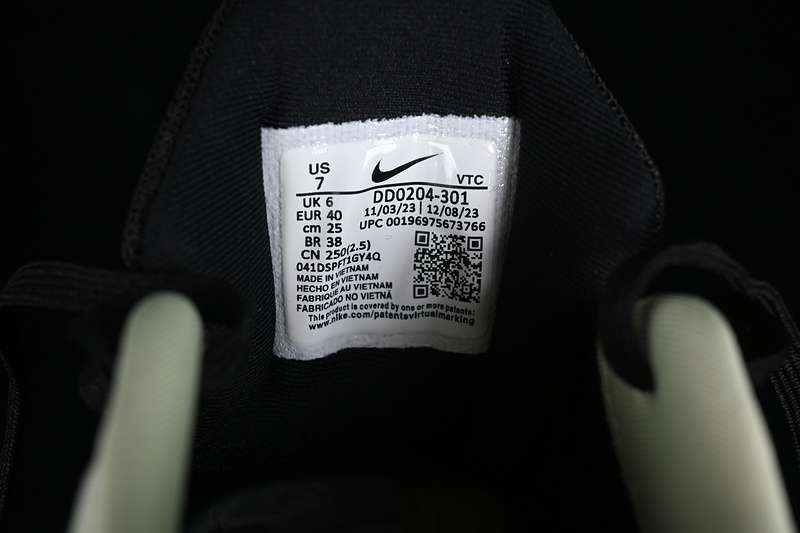 US
7
VTC
UK 6
EUR 40
cm 25
BR 38
CN 250(2.5)
DD0204-301
11/03/23 | 12/08/23
UPC 00196975673766
041DSPFT1GY4Q
MADE IN VIETNAM
HECHO EN VIETNAM
FABRIQUE AU VIETNAM
FABRICADO NO VIETNÃ
This product is covered by one or more patents:
www.nike.com/patentsvirtualmarking